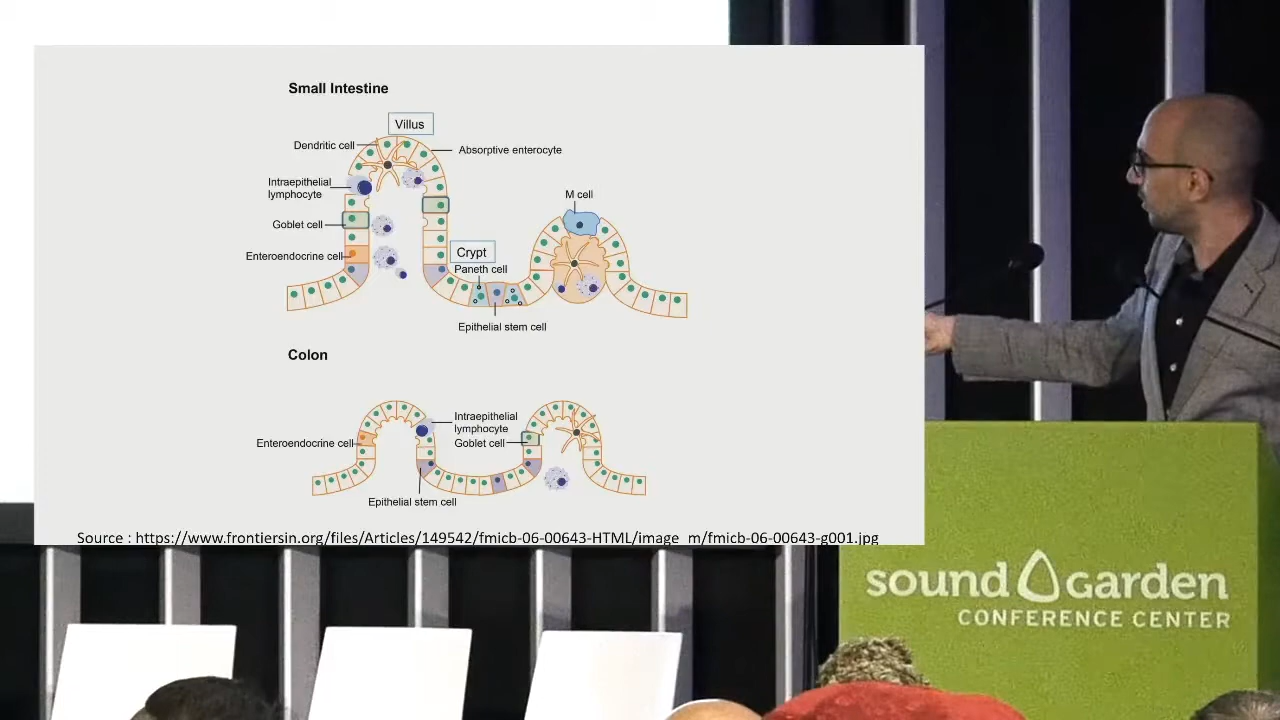 Small Intestine
Villus
Dendritic cell
Absorptive enterocyte
Intraepithelial
lymphocyte
M cell
Goblet cell
Crypt
Enteroendocrine cell
Paneth cell
Epithelial stem cell
Colon
Intraepithelial
lymphocyte
Enteroendocrine cell
Goblet cell
Epithelial stem cell
Source : https://www.frontiersin.org/files/Articles/149542/fmicb-06-00643-HTML/image_m/fmicb-06-00643-g001.jpg
sound garden
CONFERENCE CENTER